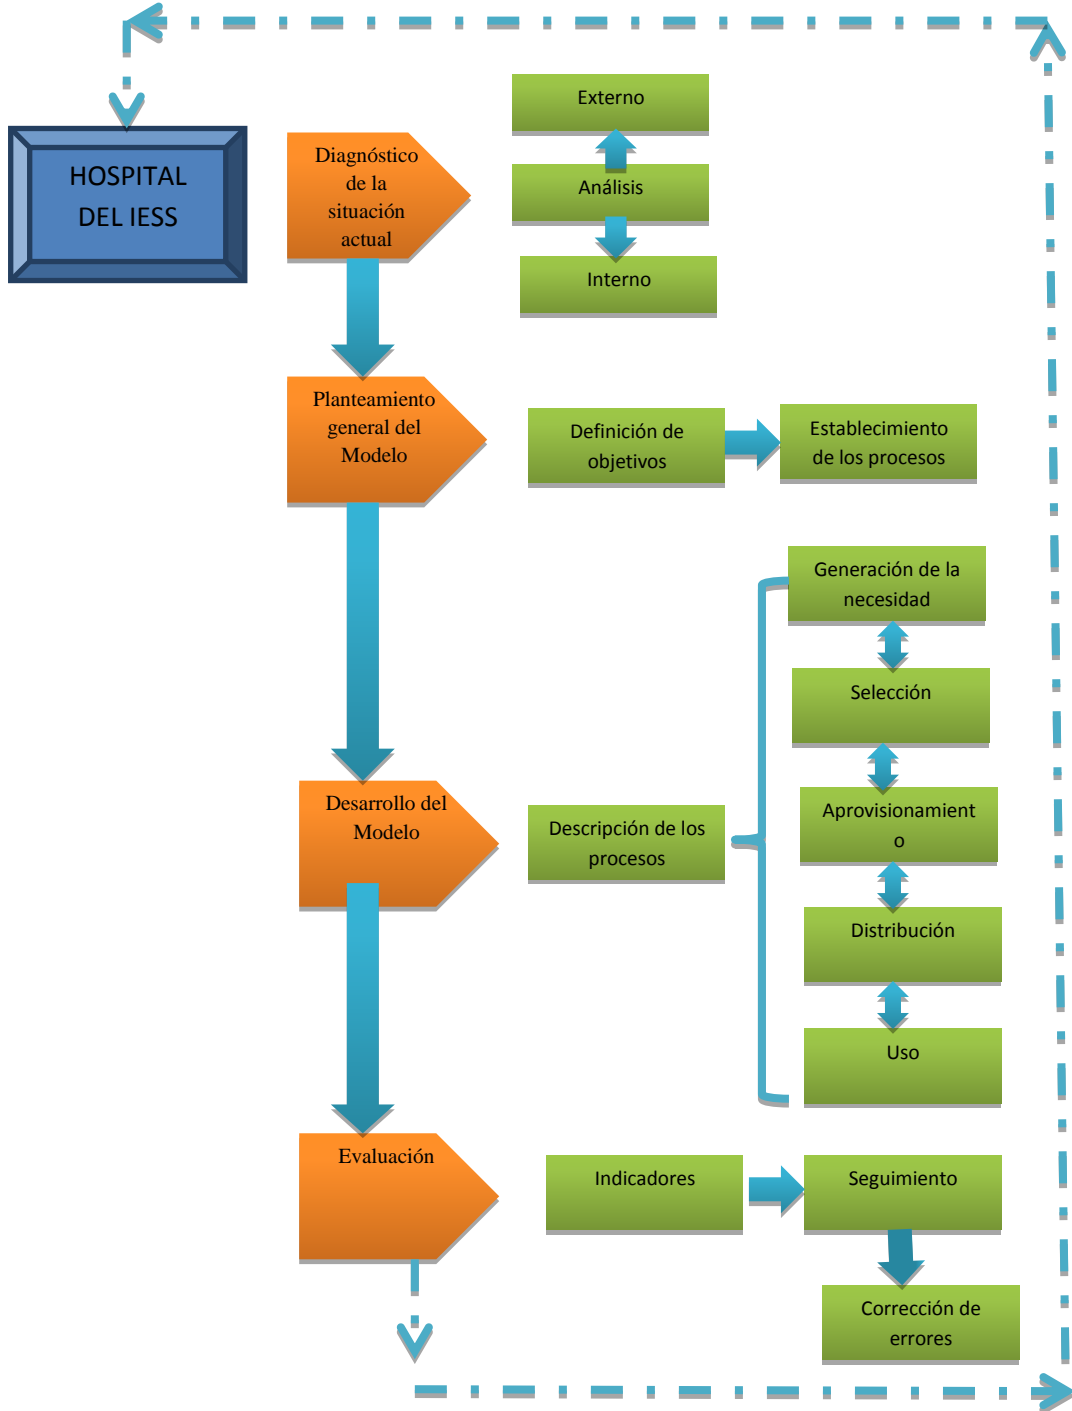 HOSPITAL
DEL IESS
Diagnóstico
de la
situación
actual
Externo
Análisis
Interno
Planteamiento
general del
Modelo
Definición de
objetivos
Establecimiento
de los procesos
Generación de la
necesidad
Selección
Desarrollo del
Modelo
Descripción de los
procesos
Aprovisionamient
o
Distribución
Uso
Evaluación
Indicadores
Seguimiento
Corrección de
errores